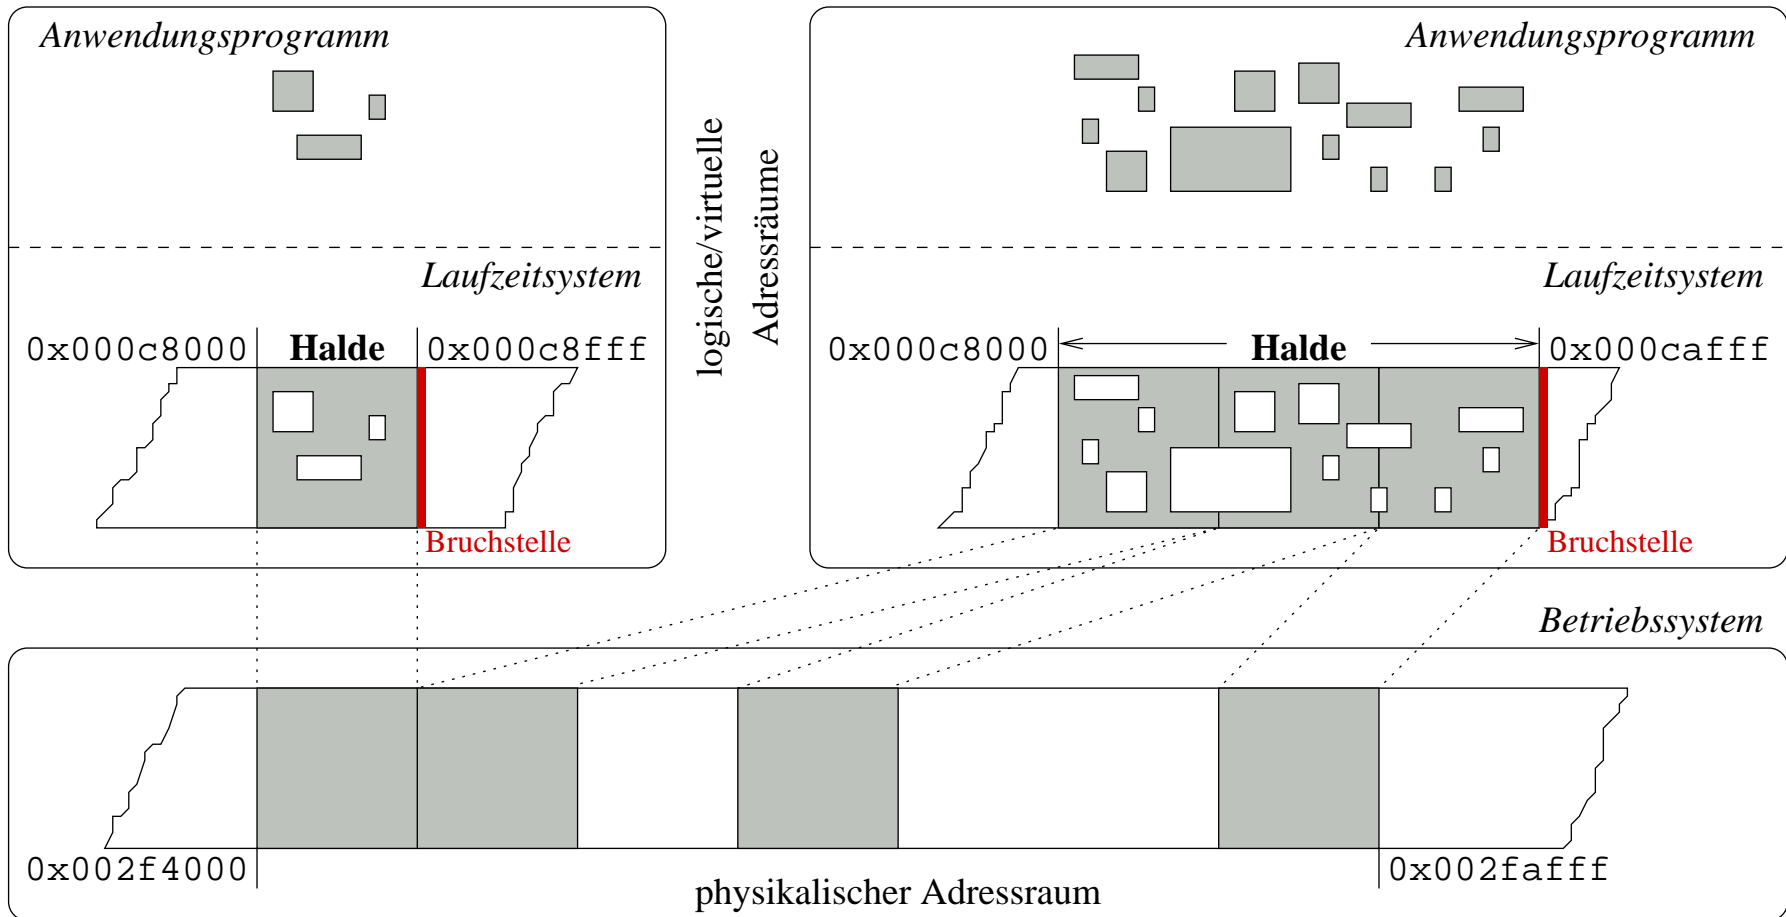 Anwendungsprogramm
Laufzeitsystem
0x000c8000
Halde
0x000c8fff
Bruchstelle
logische/virtuelle
Adressräume
Anwendungsprogramm
Laufzeitsystem
0x000c8000
Halde
0x000cafff
Bruchstelle
Betriebssystem
0x002f4000
physikalischer Adressraum
0x002fafff